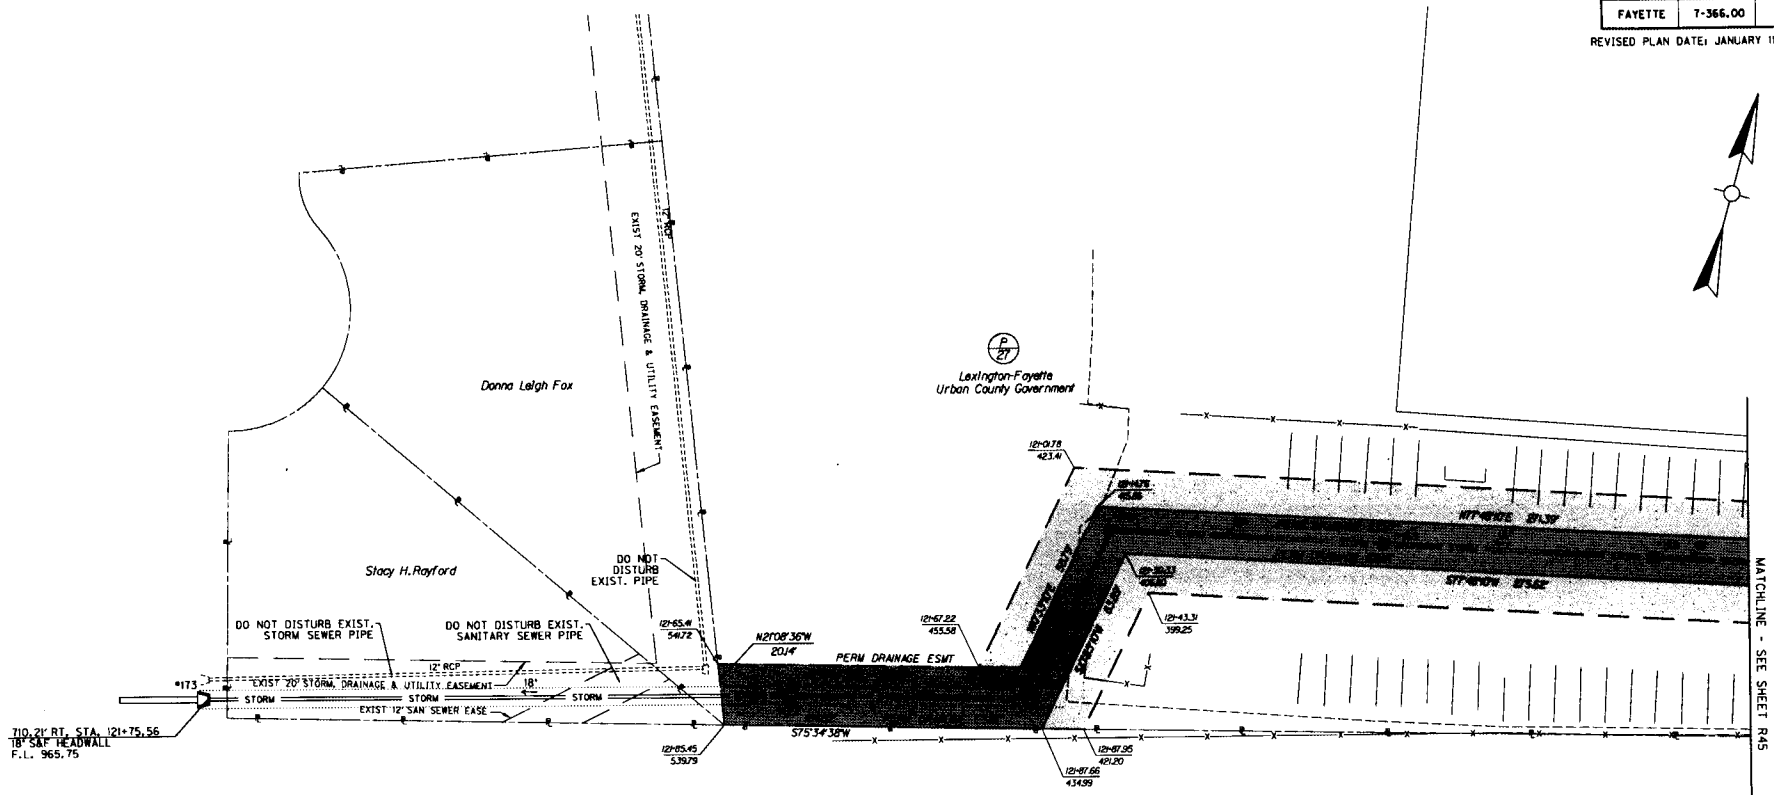 FAYETTE 7-366.00
REVISED PLAN DATE: JANUARY 11
12" RCP
EXIST 20' STORM, DRAINAGE & UTILITY EASEMENT
P
27
Lexington-Fayette
Urban County Government
Donna Leigh Fox
121+01.78
423.41
Stacy H. Rayford
DO NOT
DISTURB
EXIST. PIPE
DO NOT DISTURB EXIST.
STORM SEWER PIPE
DO NOT DISTURB EXIST.
SANITARY SEWER PIPE
121+65.41
541.72
N21°08'36"W
20.14'
121+67.22
455.58
121+43.31
399.25
PERM DRAINAGE ESMT
12" RCP
*173
EXIST 20' STORM, DRAINAGE & UTILITY EASEMENT
18"
STORM STORM STORM
EXIST 12' SAN SEWER EASE
710.21' RT. STA. 121+75.56
18" S&F HEADWALL
F.L. 965.75
S75°34'38"W
121+85.45
539.79
121+87.95
421.20
121+87.66
434.99
MATCHLINE - SEE SHEET R45